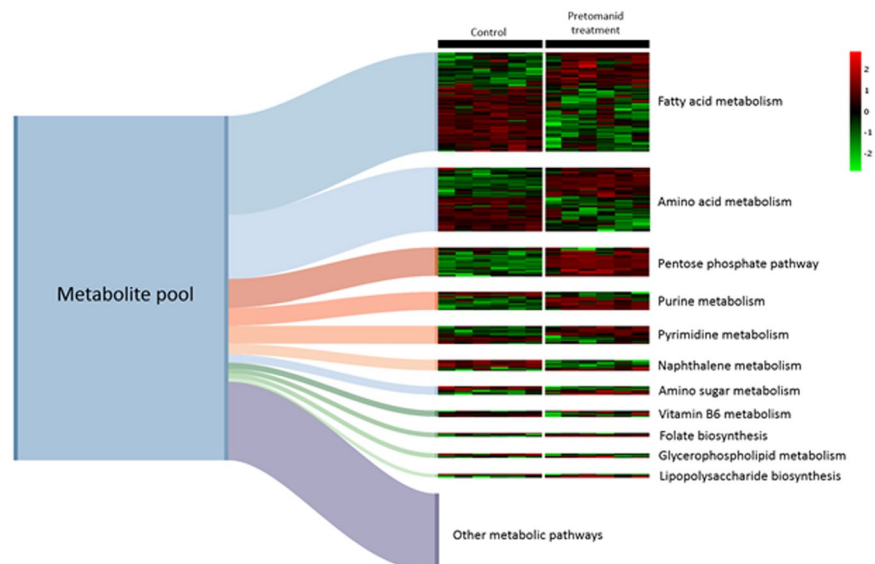 Control
Pretomanid
treatment
Metabolite pool
Fatty acid metabolism
Amino acid metabolism
Pentose phosphate pathway
Purine metabolism
Pyrimidine metabolism
Naphthalene metabolism
Amino sugar metabolism
Vitamin B6 metabolism
Folate biosynthesis
Glycerophospholipid metabolism
Lipopolysaccharide biosynthesis
Other metabolic pathways
2
1
0
-1
-2